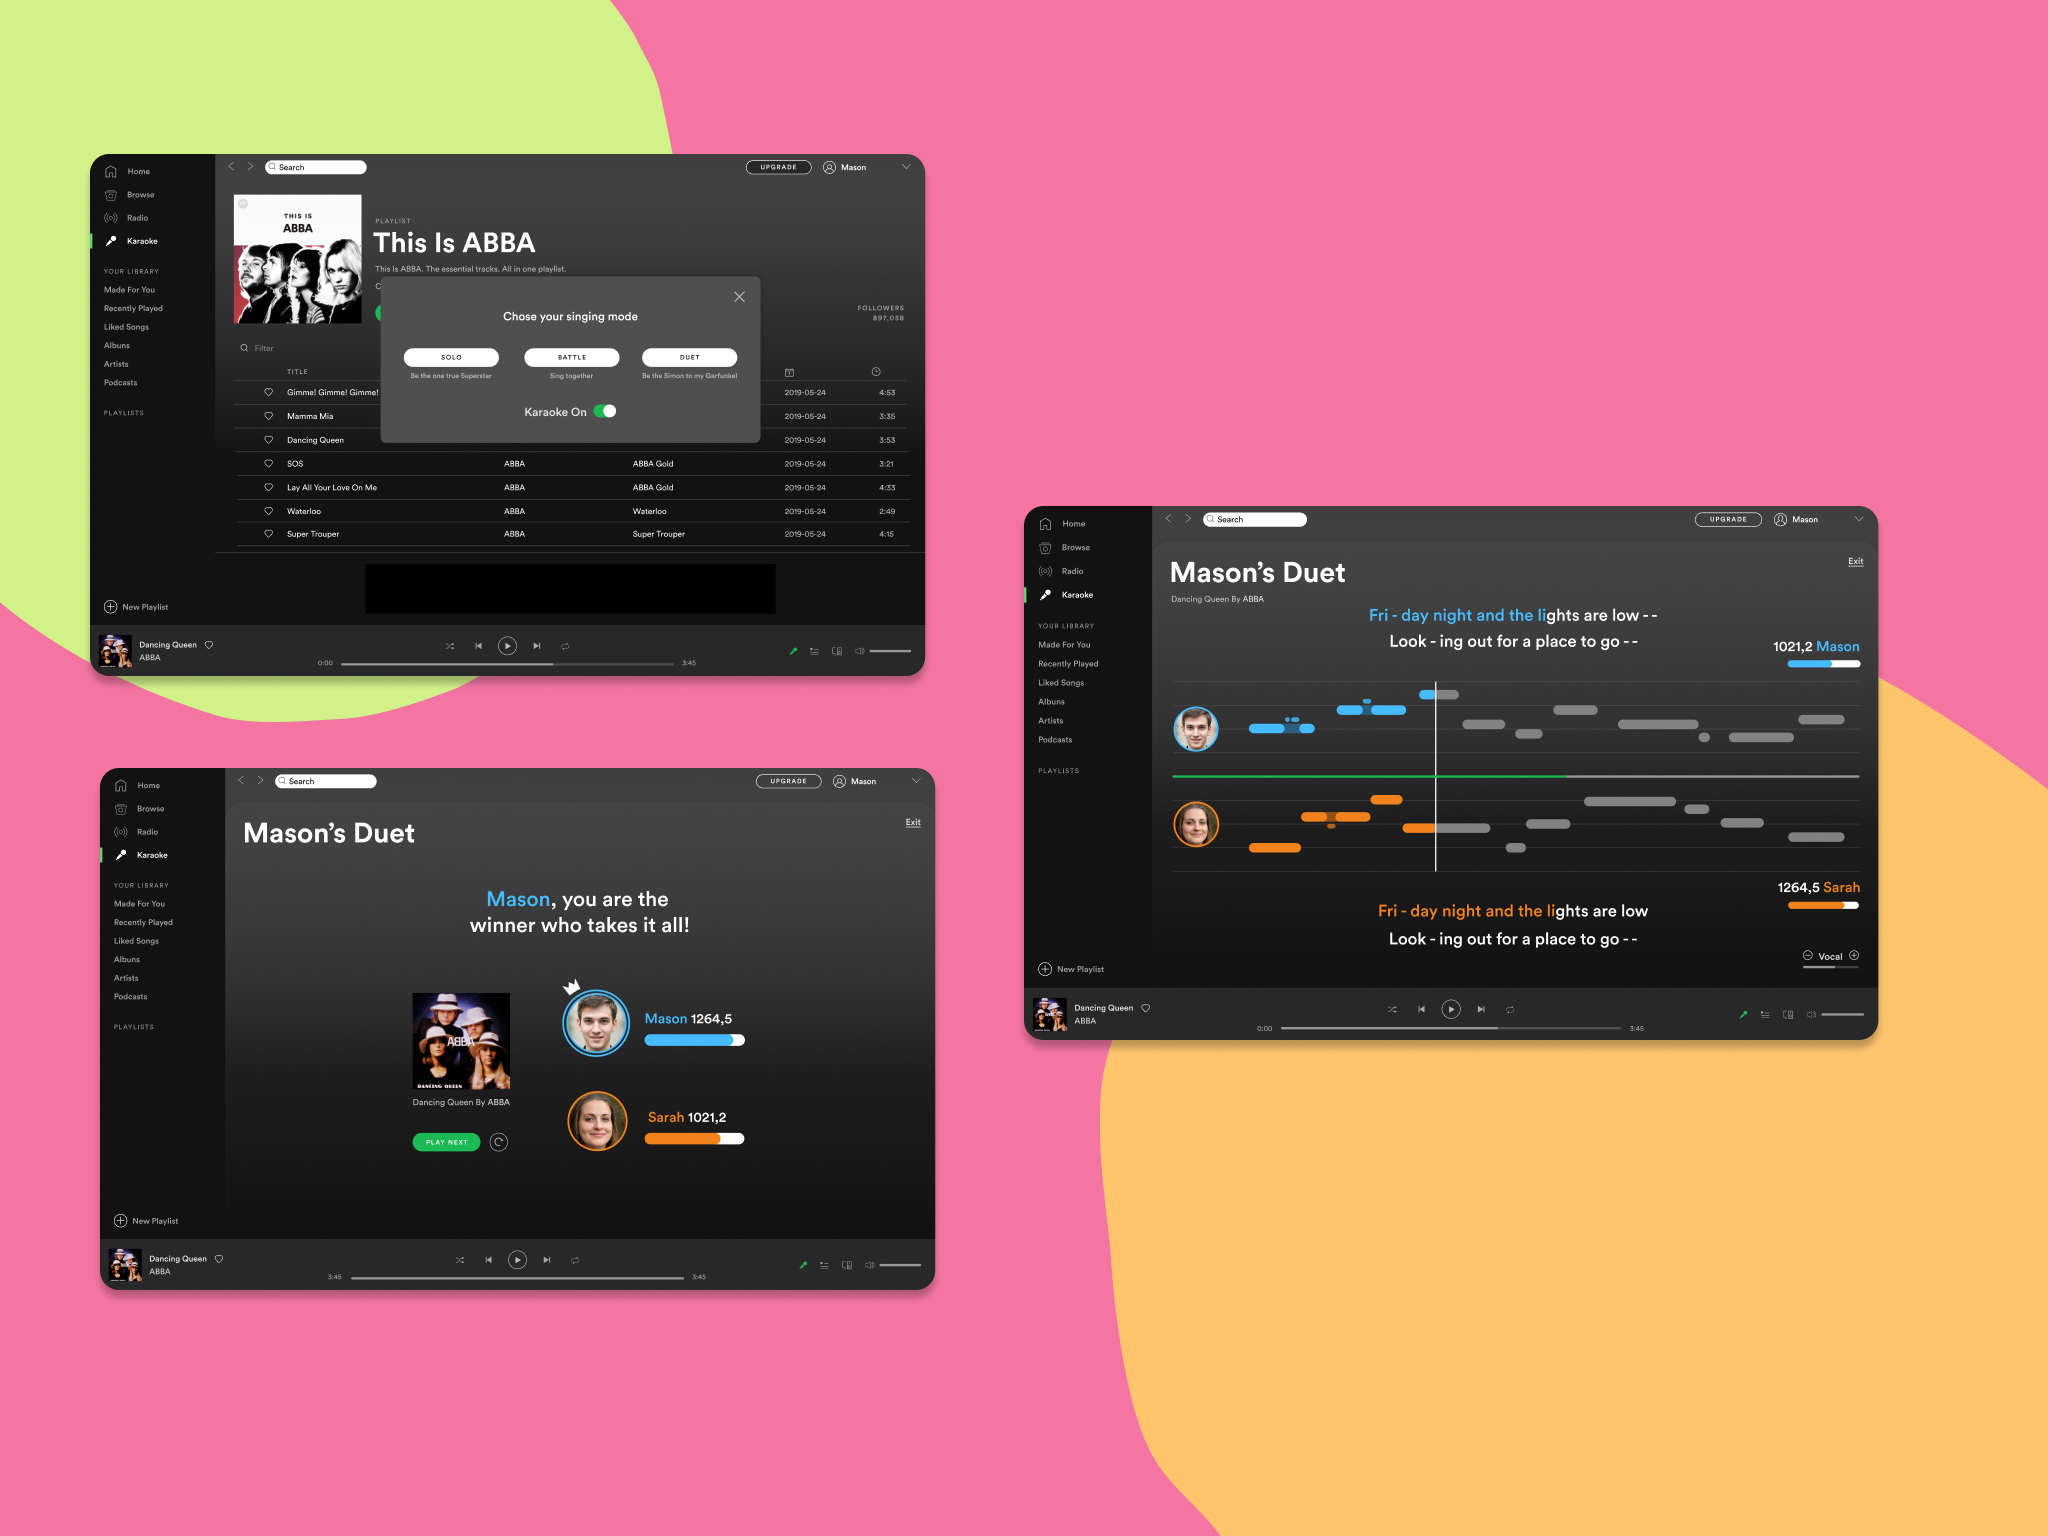 Home
Browse
Radio
Karaoke
YOUR LIBRARY
Made For You
Recently Played
Liked Songs
Albuns
Artists
Podcasts
PLAYLISTS
New Playlist
Search
UPGRADE
Mason
THIS IS
ABBA
PLAYLIST
This Is ABBA
This Is ABBA. The essential tracks. All in one playlist.
C
FOLLOWERS
897,058
Filter
Chose your singing mode
SOLO BATTLE DUET
Be the one true Superstar Sing together Be the Simon to my Garfunkel
Karaoke On
TITLE
Gimme! Gimme! Gimme! 2019-05-24 4:53
Mamma Mia 2019-05-24 3:35
Dancing Queen 2019-05-24 3:53
SOS ABBA ABBA Gold 2019-05-24 3:21
Lay All Your Love On Me ABBA ABBA Gold 2019-05-24 4:33
Waterloo ABBA Waterloo 2019-05-24 2:49
Super Trouper ABBA Super Trouper 2019-05-24 4:15
Dancing Queen
ABBA
0:00 3:45
Home
Browse
Radio
Karaoke
YOUR LIBRARY
Made For You
Recently Played
Liked Songs
Albuns
Artists
Podcasts
PLAYLISTS
New Playlist
Search
UPGRADE
Mason
Exit
Mason's Duet
Dancing Queen By ABBA
Fri - day night and the lights are low - -
Look - ing out for a place to go - -
1021,2 Mason
1264,5 Sarah
Fri - day night and the lights are low
Look - ing out for a place to go - -
Vocal
Dancing Queen
ABBA
0:00 3:45
Home
Browse
Radio
Karaoke
YOUR LIBRARY
Made For You
Recently Played
Liked Songs
Albuns
Artists
Podcasts
PLAYLISTS
New Playlist
Search
UPGRADE
Mason
Exit
Mason's Duet
Mason, you are the
winner who takes it all!
ABBA
DANCING QUEEN
Dancing Queen By ABBA
PLAY NEXT
Mason 1264,5
Sarah 1021,2
Dancing Queen
ABBA
3:45 3:45